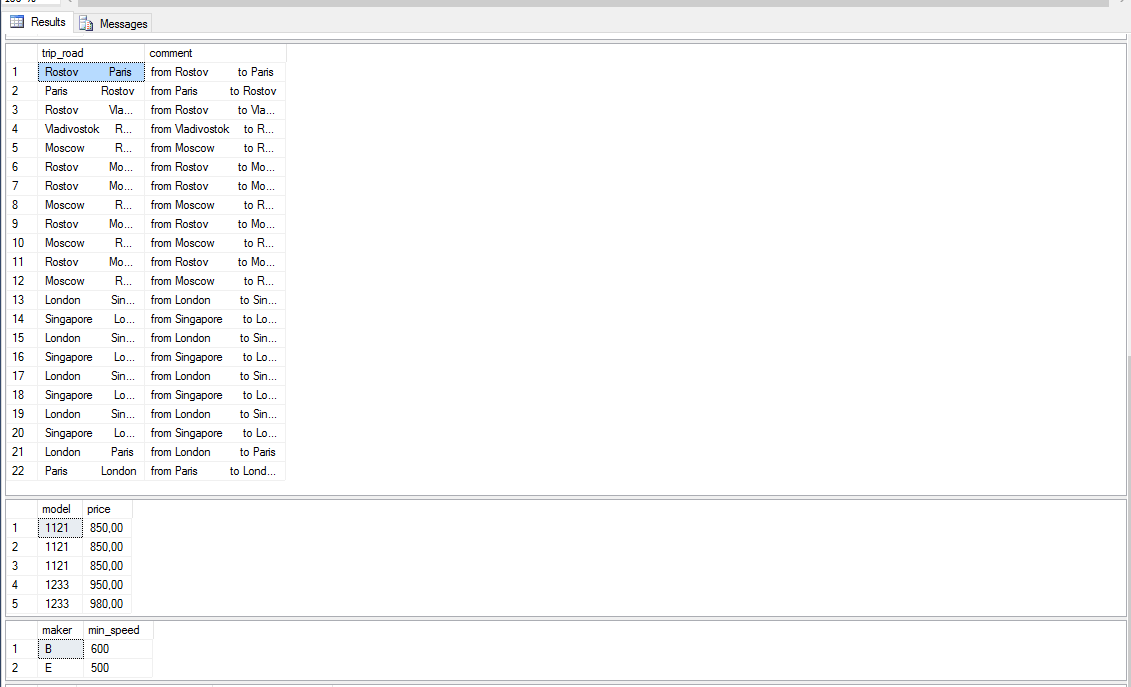 Results Messages
trip_road comment
1 Rostov Paris from Rostov to Paris
2 Paris Rostov from Paris to Rostov
3 Rostov Vla... from Rostov to Vla...
4 Vladivostok R... from Vladivostok to R...
5 Moscow R... from Moscow to R...
6 Rostov Mo... from Rostov to Mo...
7 Rostov Mo... from Rostov to Mo...
8 Moscow R... from Moscow to R...
9 Rostov Mo... from Rostov to Mo...
10 Moscow R... from Moscow to R...
11 Rostov Mo... from Rostov to Mo...
12 Moscow R... from Moscow to R...
13 London Sin... from London to Sin...
14 Singapore Lo... from Singapore to Lo...
15 London Sin... from London to Sin...
16 Singapore Lo... from Singapore to Lo...
17 London Sin... from London to Sin...
18 Singapore Lo... from Singapore to Lo...
19 London Sin... from London to Sin...
20 Singapore Lo... from Singapore to Lo...
21 London Paris from London to Paris
22 Paris London from Paris to Lond...
model price
1 1121 850,00
2 1121 850,00
3 1121 850,00
4 1233 950,00
5 1233 980,00
maker min_speed
1 B 600
2 E 500